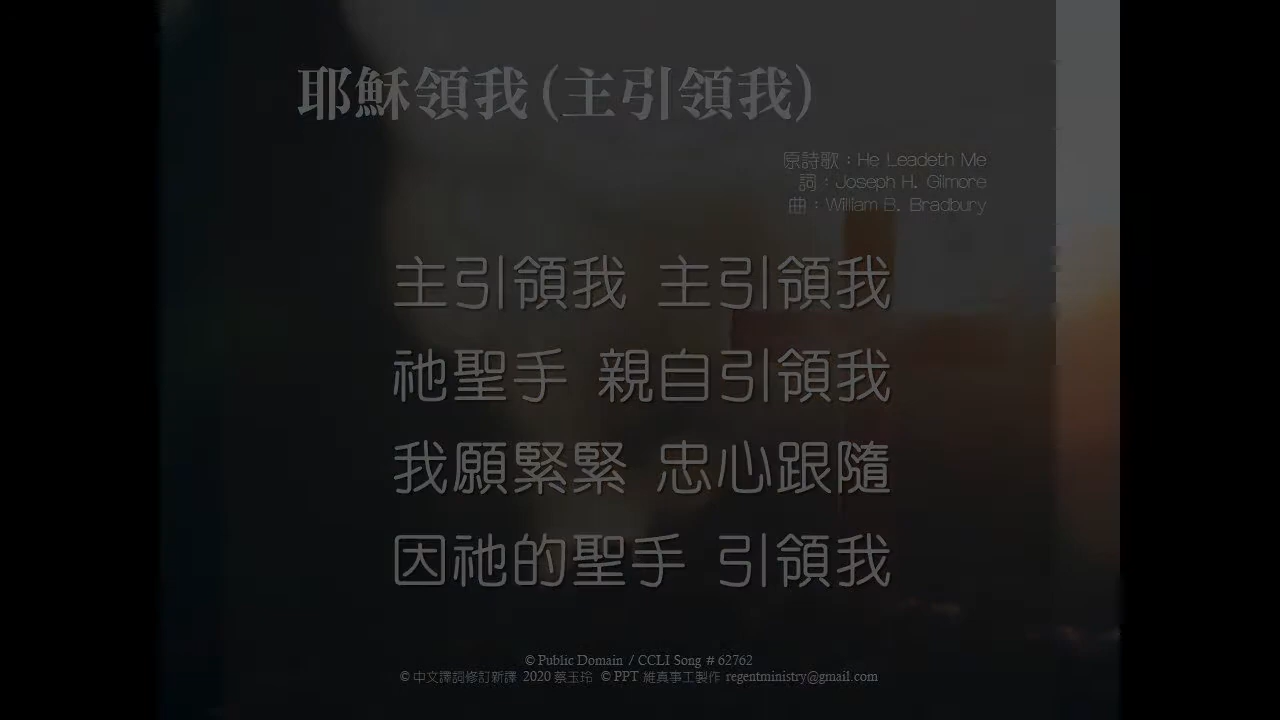 耶穌領我(主引領我)
原詩歌：He Leadeth Me
詞：Joseph H. Gilmore
曲：William B. Bradbury
主引領我 主引領我
祂聖手 親自引領我
我願緊緊 忠心跟隨
因祂的聖手 引領我
© Public Domain / CCLI Song # 62762
© 中文譯詞修訂新譯 2020 蔡玉玲 © PPT 維真事工製作 regentministry@gmail.com